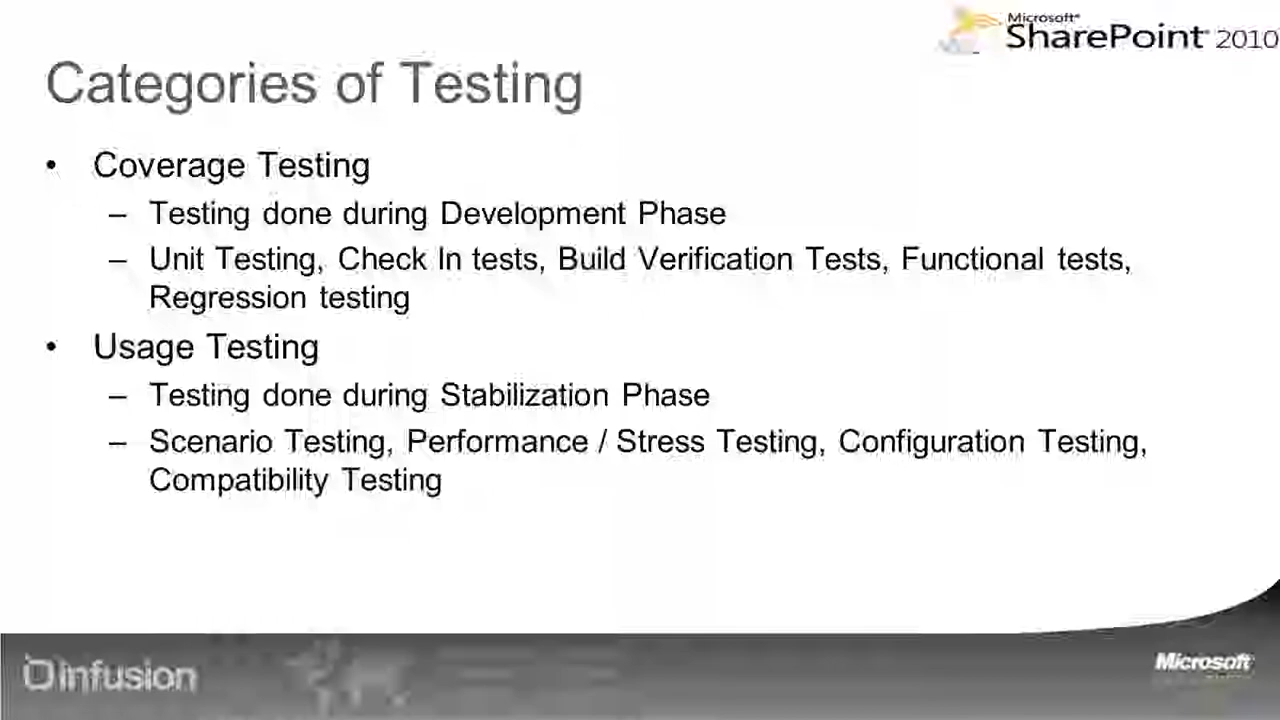 Microsoft®
SharePoint 2010
Categories of Testing
• Coverage Testing
– Testing done during Development Phase
– Unit Testing, Check In tests, Build Verification Tests, Functional tests,
Regression testing
• Usage Testing
– Testing done during Stabilization Phase
– Scenario Testing, Performance / Stress Testing, Configuration Testing,
Compatibility Testing
infusion
Microsoft